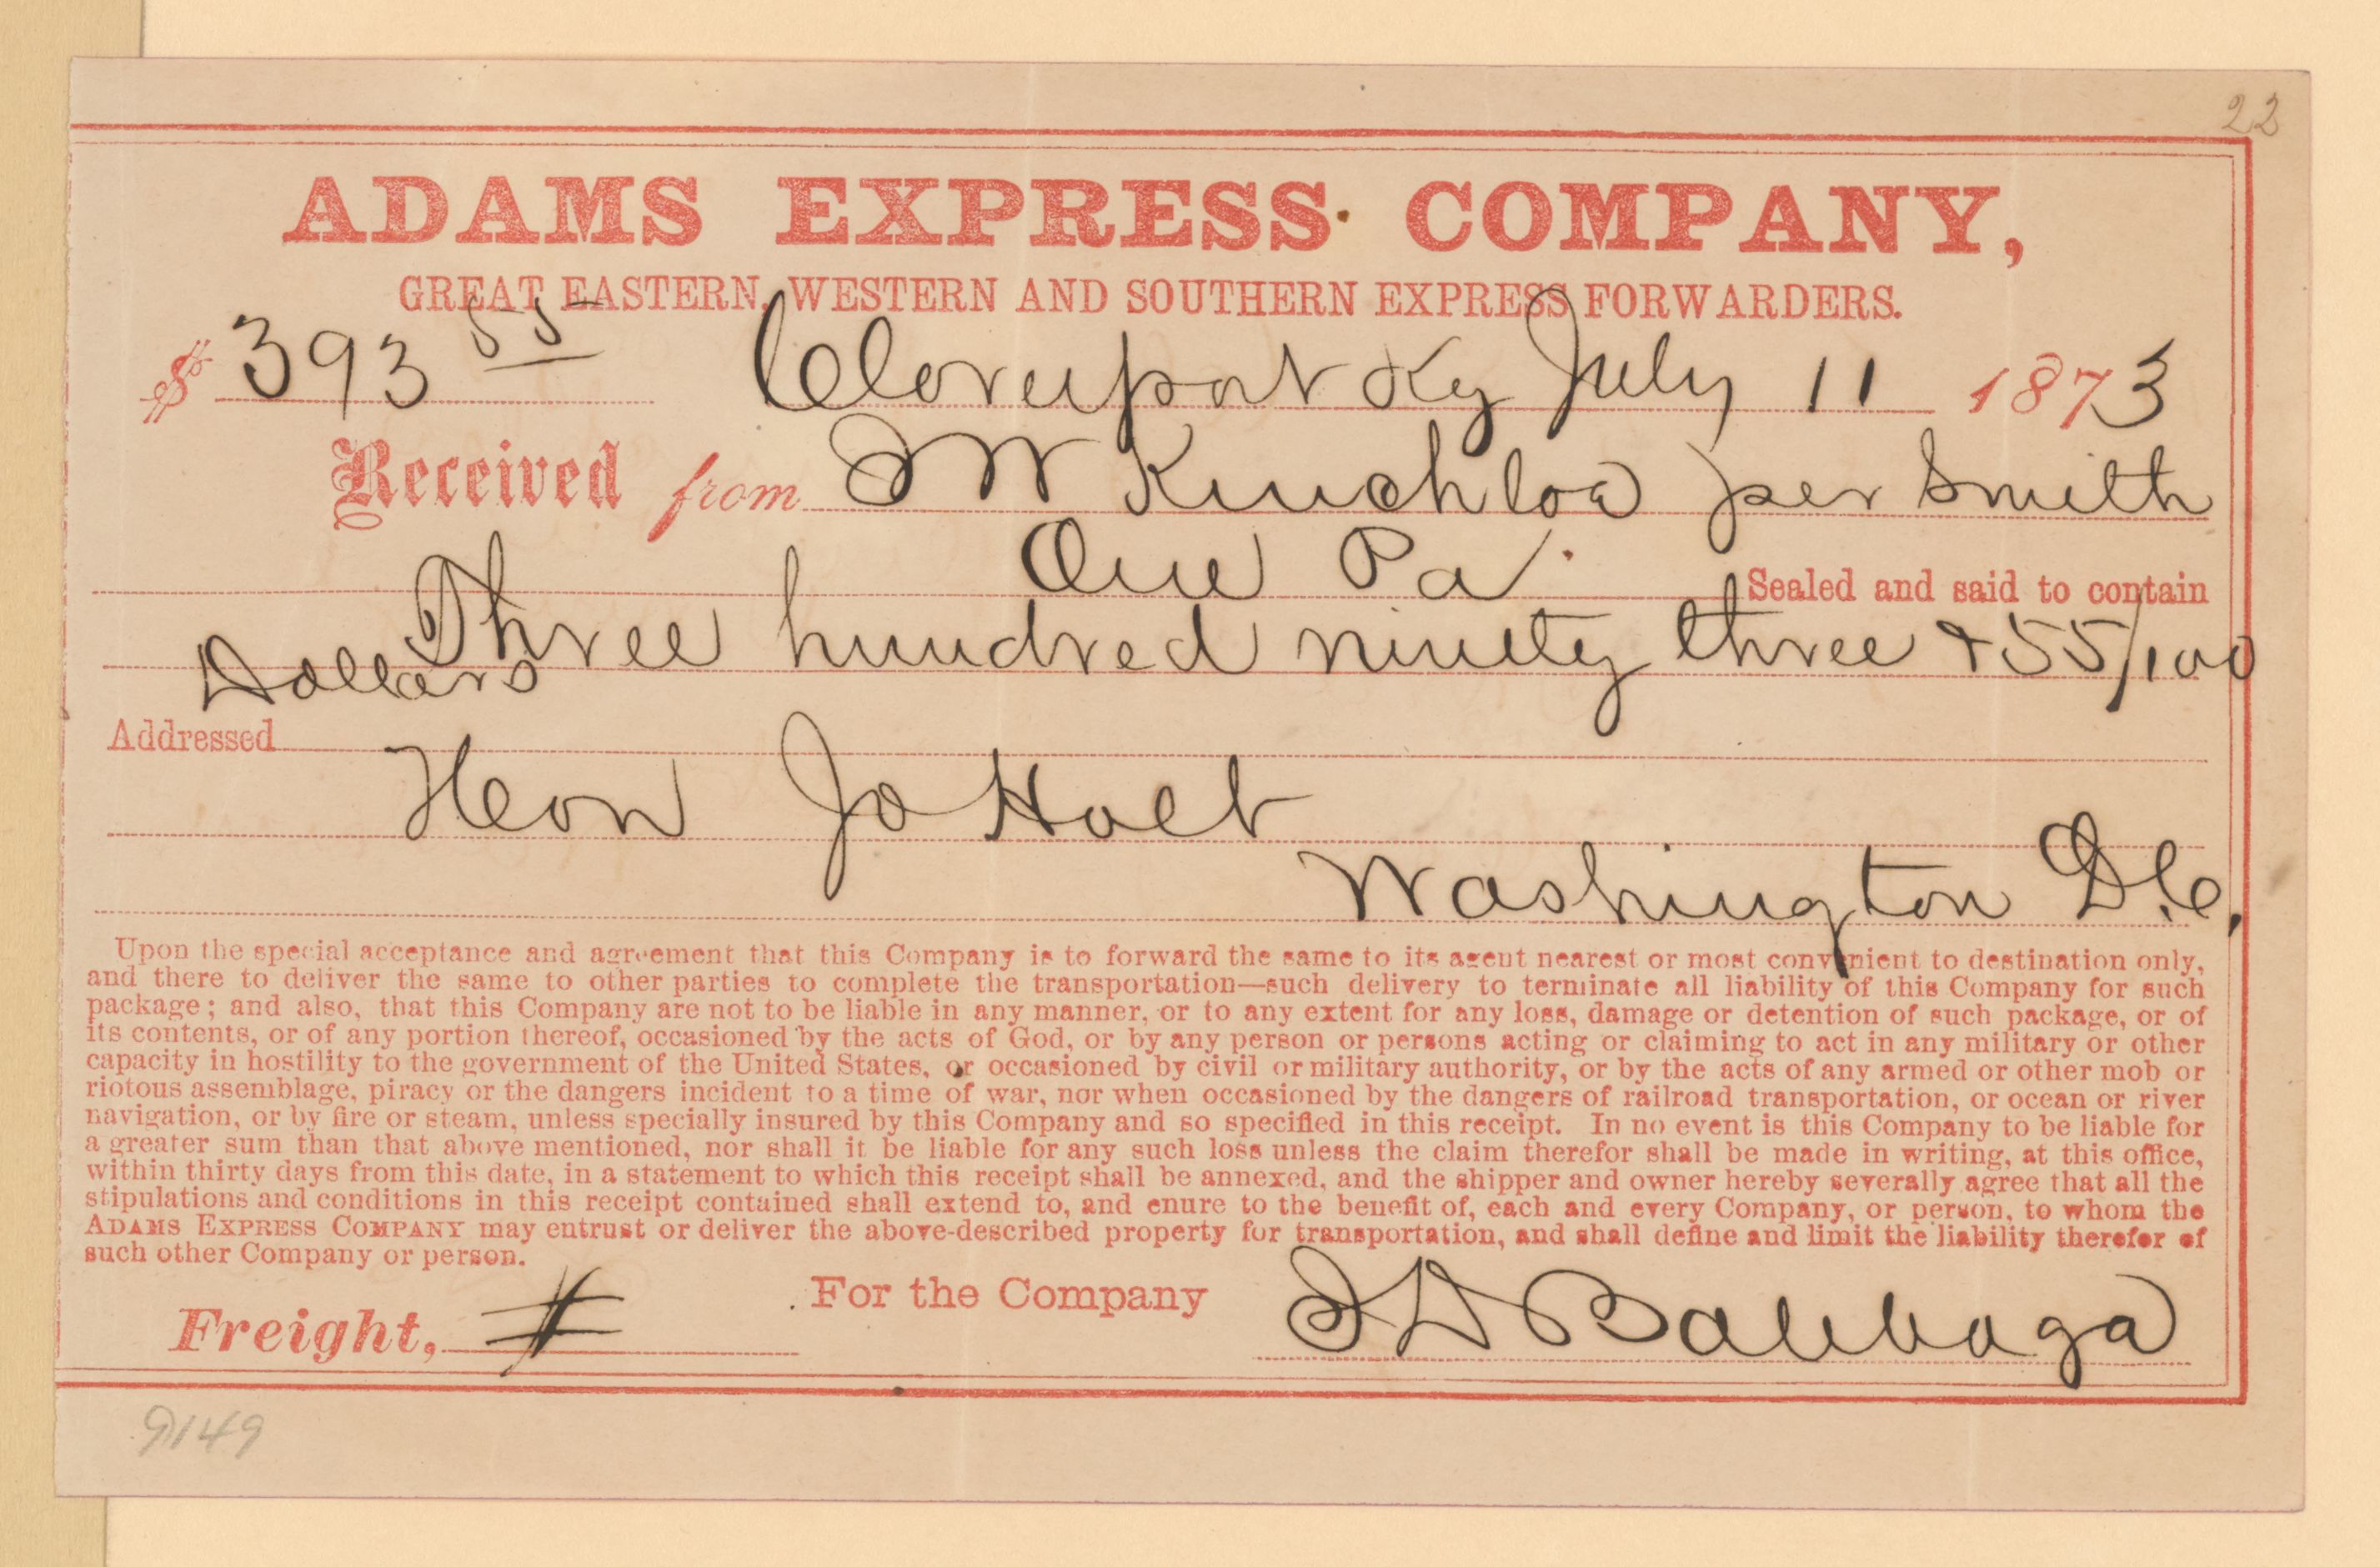 22
ADAMS EXPRESS COMPANY,
GREAT EASTERN, WESTERN AND SOUTHERN EXPRESS FORWARDERS.
$ 393 55 Cloverport Ky July 11 1873
Received from J W Kincheloe per Smith
One Pa Sealed and said to contain
Three hundred ninety three & 55/100
Dollars
Addressed
Hon Jo Holt
Washington D.C.
Upon the special acceptance and agreement that this Company is to forward the same to its agent nearest or most convenient to destination only,
and there to deliver the same to other parties to complete the transportation—such delivery to terminate all liability of this Company for such
package; and also, that this Company are not to be liable in any manner, or to any extent for any loss, damage or detention of such package, or of
its contents, or of any portion thereof, occasioned by the acts of God, or by any person or persons acting or claiming to act in any military or other
capacity in hostility to the government of the United States, or occasioned by civil or military authority, or by the acts of any armed or other mob or
riotous assemblage, piracy or the dangers incident to a time of war, nor when occasioned by the dangers of railroad transportation, or ocean or river
navigation, or by fire or steam, unless specially insured by this Company and so specified in this receipt. In no event is this Company to be liable for
a greater sum than that above mentioned, nor shall it be liable for any such loss unless the claim therefor shall be made in writing, at this office,
within thirty days from this date, in a statement to which this receipt shall be annexed, and the shipper and owner hereby severally agree that all the
stipulations and conditions in this receipt contained shall extend to, and enure to the benefit of, each and every Company, or person, to whom the
ADAMS EXPRESS COMPANY may entrust or deliver the above-described property for transportation, and shall define and limit the liability therefor of
such other Company or person.
Freight, For the Company
9149